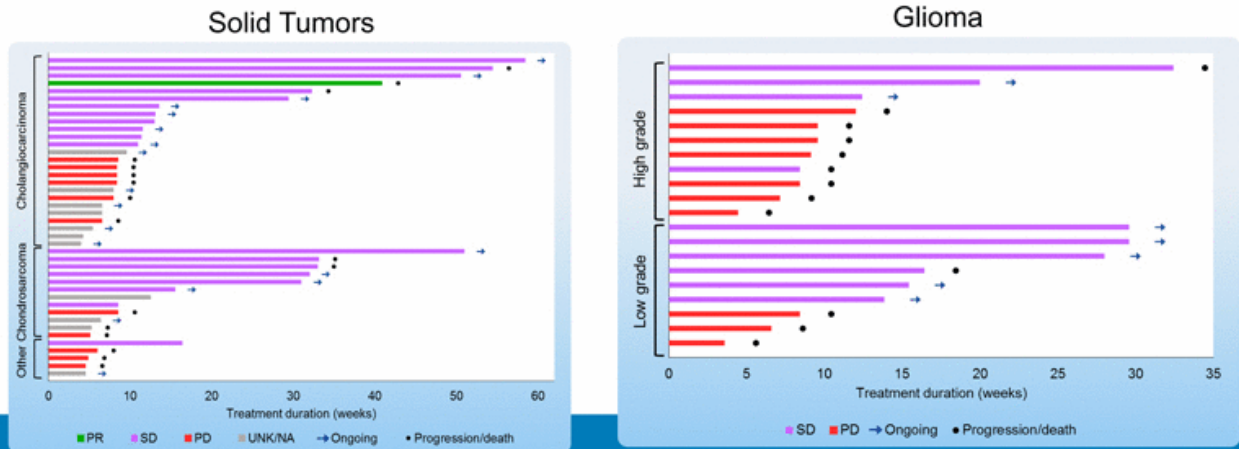 Solid Tumors
Cholangiocarcinoma
Chondrosarcoma
Other
0 10 20 30 40 50 60
Treatment duration (weeks)
PR SD PD UNK/NA Ongoing Progression/death
Glioma
High grade
Low grade
0 5 10 15 20 25 30 35
Treatment duration (weeks)
SD PD Ongoing Progression/death